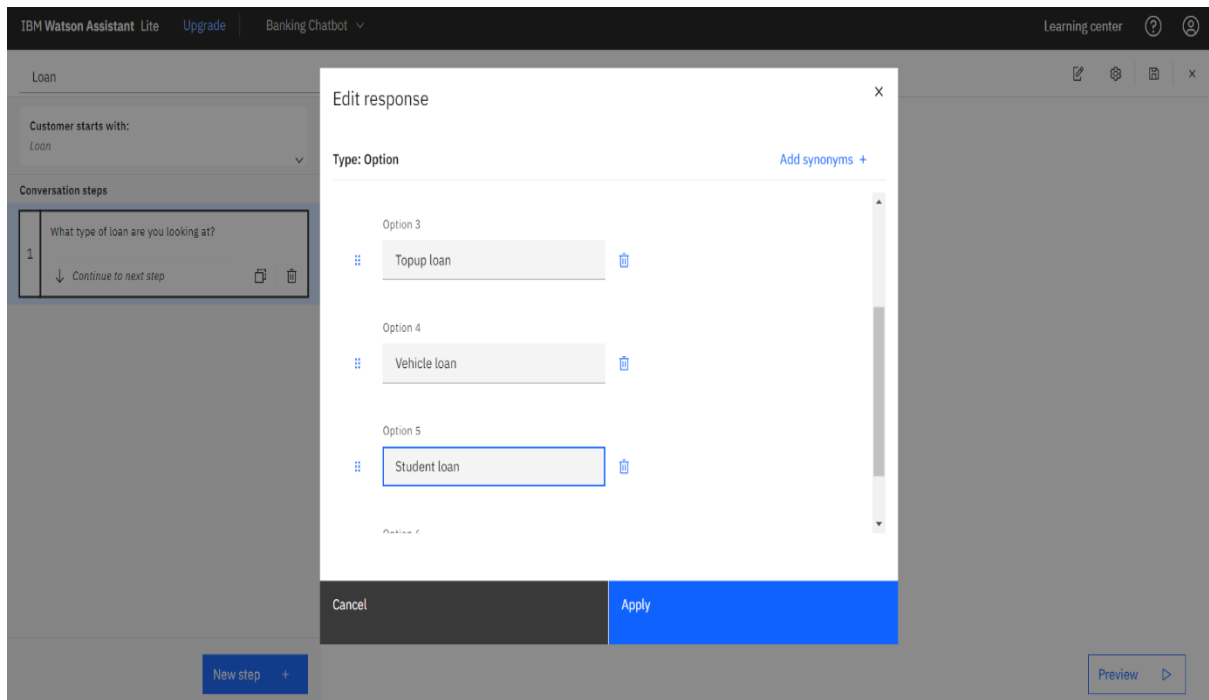 IBM Watson Assistant Lite Upgrade Banking Chatbot Learning center
Loan
Customer starts with:
Loan
Conversation steps
1
What type of loan are you looking at?
Continue to next step
New step +
Edit response
Type: Option
Add synonyms +
Option 3
Topup loan
Option 4
Vehicle loan
Option 5
Student loan
Cancel
Apply
Preview